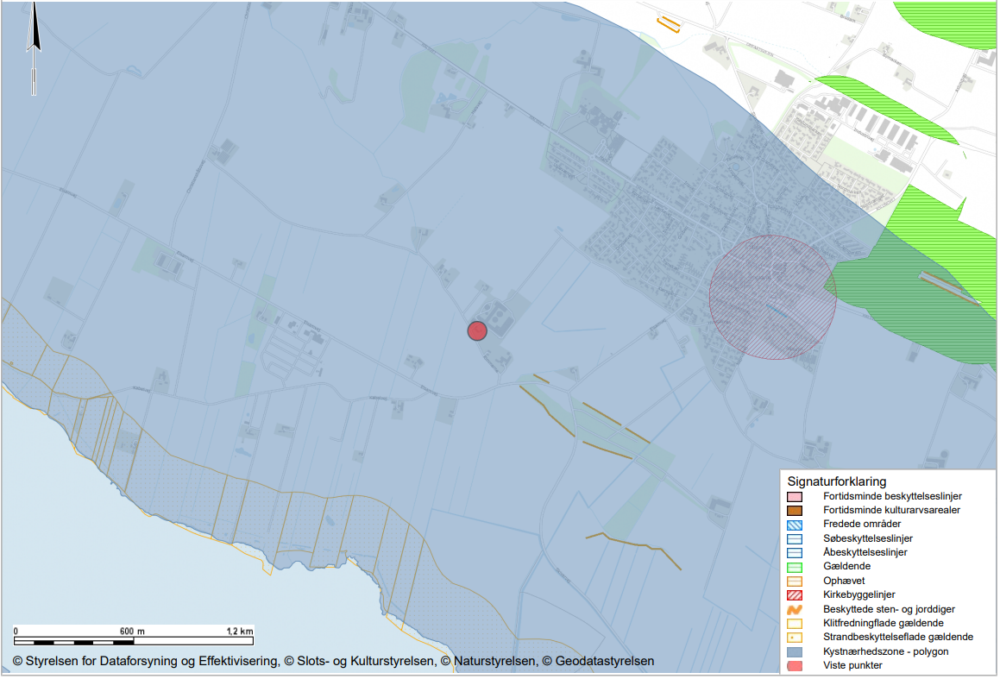 Signaturforklaring
Fortidsminde beskyttelseslinjer
Fortidsminde kulturarvsarealer
Fredede områder
Søbeskyttelseslinjer
Åbeskyttelseslinjer
Gældende
Ophævet
Kirkebyggelinjer
Beskyttede sten- og jorddiger
Klitfredningflade gældende
Strandbeskyttelseflade gældende
Kystnærhedszone - polygon
Viste punkter
0 600 m 1,2 km
© Styrelsen for Dataforsyning og Effektivisering, © Slots- og Kulturstyrelsen, © Naturstyrelsen, © Geodatastyrelsen